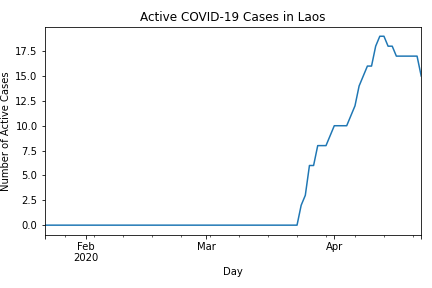 Active COVID-19 Cases in Laos
Number of Active Cases
17.5
15.0
12.5
10.0
7.5
5.0
2.5
0.0
Feb
2020
Mar
Apr
Day